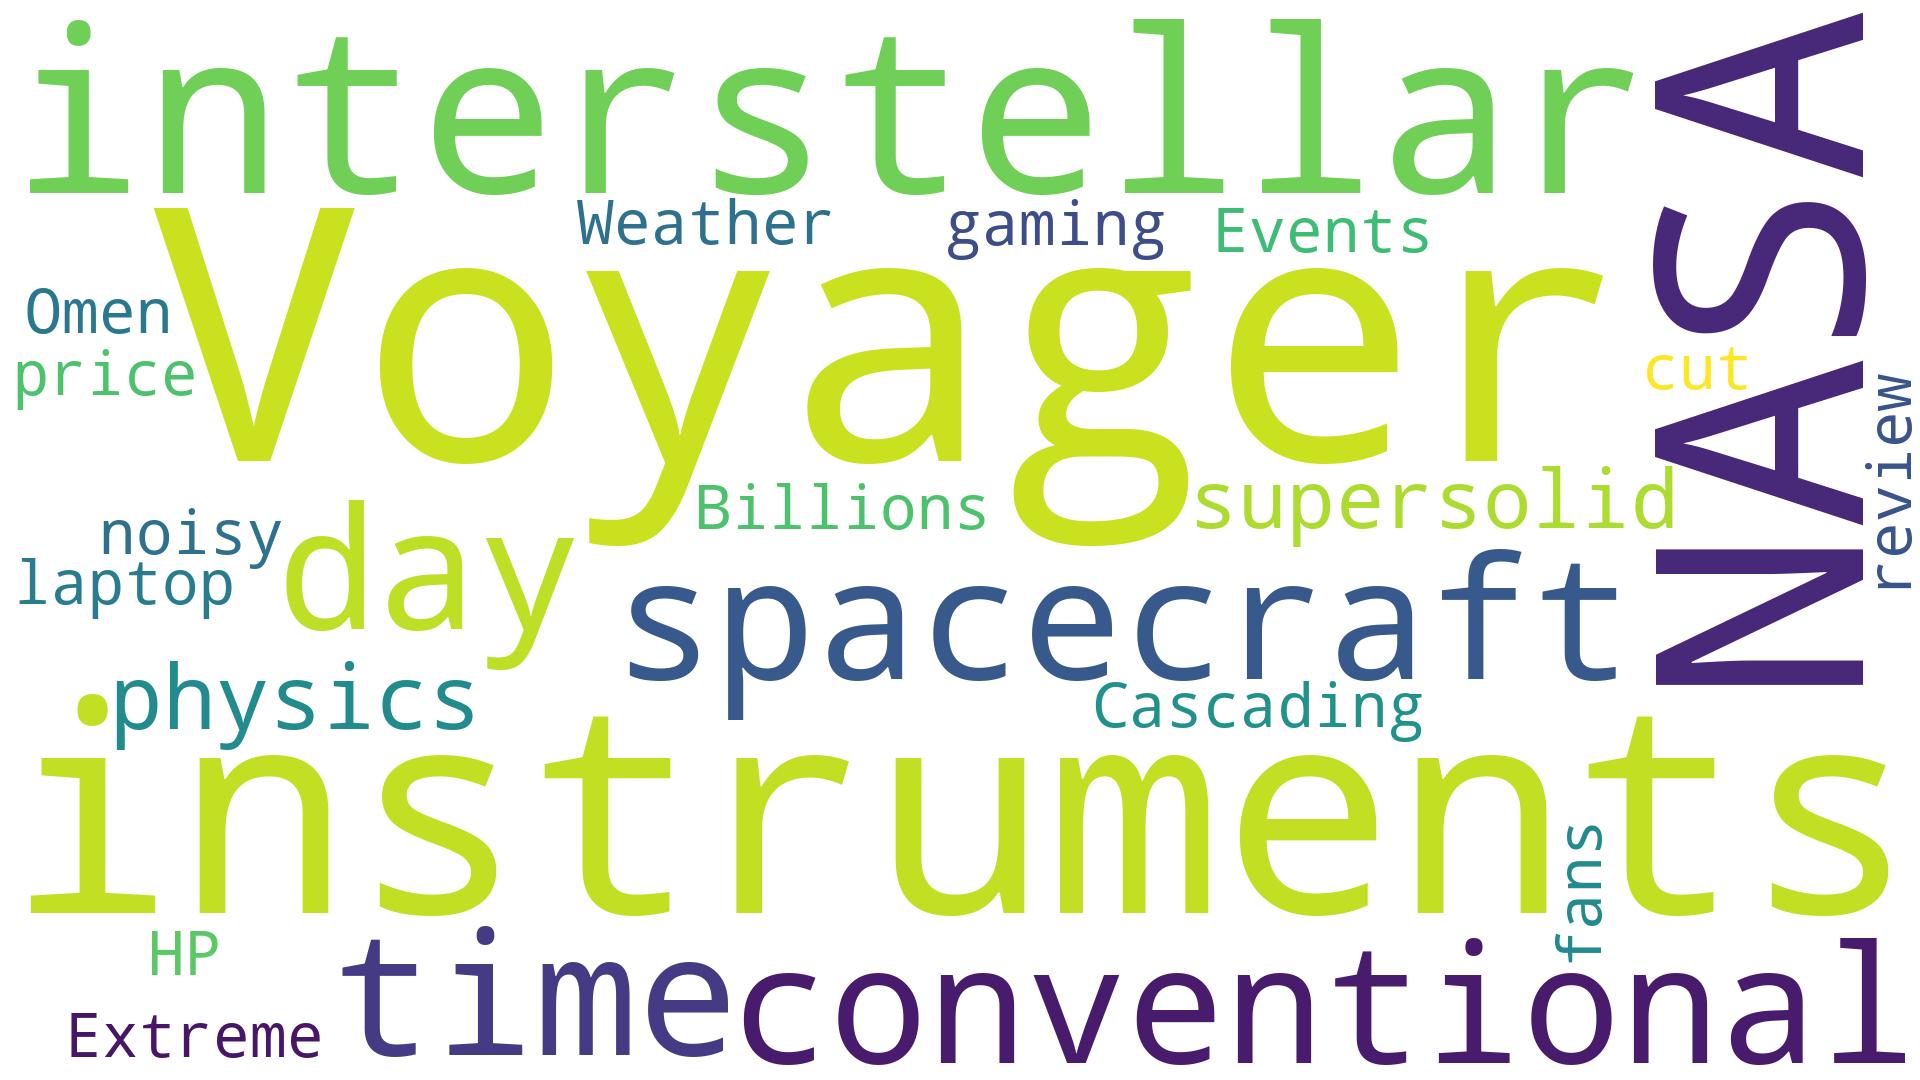 interstellar
NASA
Weather
gaming
Events
Voyager
Omen
price
cut
review
Billions
supersolid
noisy
day
laptop
spacecraft
physics
Cascading
instruments
fans
HP
time
conventional
Extreme